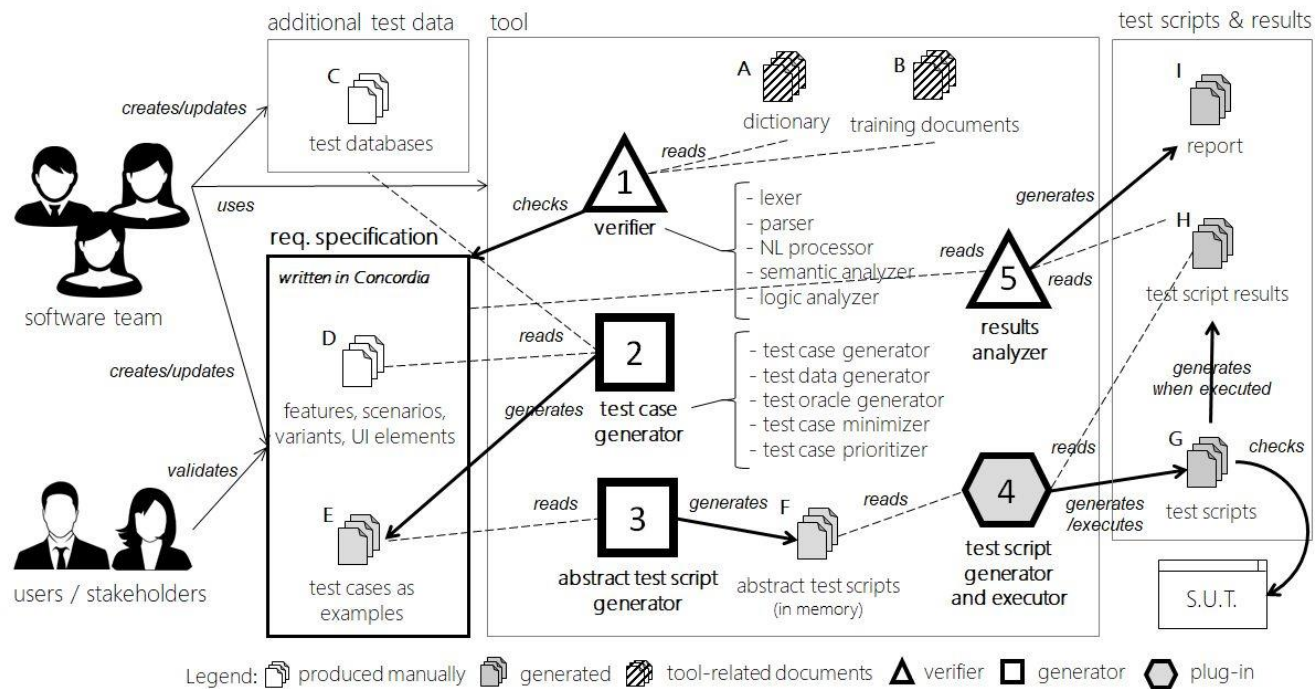 additional test data
tool
test scripts & results
C
test databases
creates/updates
A
dictionary
B
training documents
I
report
reads
1
verifier
- lexer
- parser
- NL processor
- semantic analyzer
- logic analyzer
checks
uses
generates
H
test script results
reads
reads
5
results
analyzer
software team
req. specification
written in Concordia
D
features, scenarios,
variants, UI elements
reads
2
test case
generator
- test case generator
- test data generator
- test oracle generator
- test case minimizer
- test case prioritizer
generates
creates/updates
validates
users / stakeholders
E
test cases as
examples
reads
3
abstract test script
generator
generates
F
abstract test scripts
(in memory)
reads
4
test script
generator
and executor
reads
generates
/executes
generates
when executed
G
test scripts
checks
S.U.T.
Legend:
produced manually
generated
tool-related documents
verifier
generator
plug-in